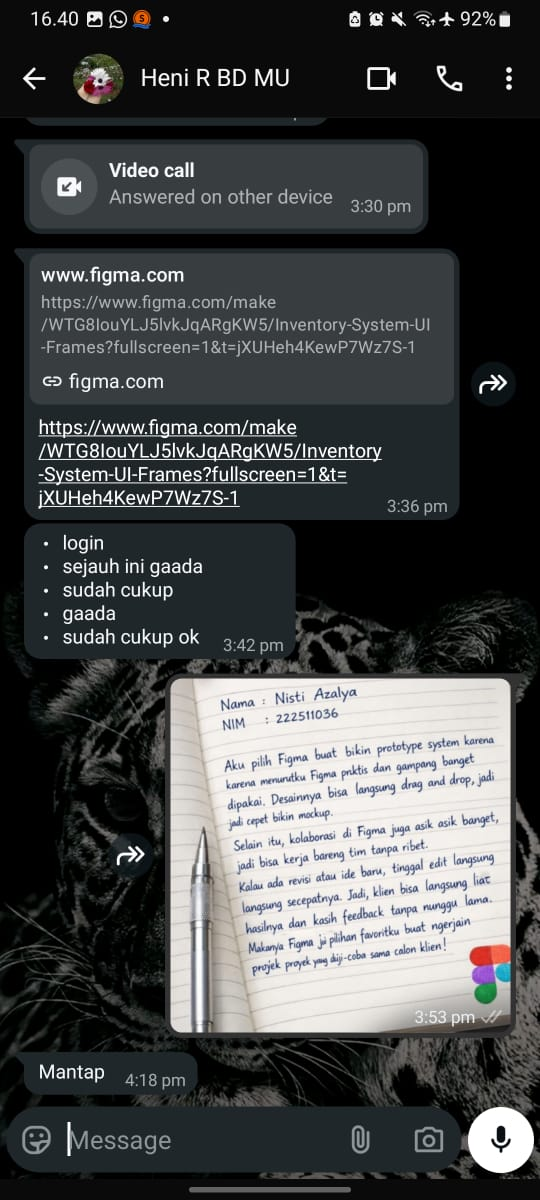 16.40
92%
Heni R BD MU
Video call
Answered on other device
3:30 pm
www.figma.com
https://www.figma.com/make
/WTG8IouYLJ5lvkJqARgKW5/Inventory-System-UI
-Frames?fullscreen=1&t=jXUHeh4KewP7Wz7S-1
figma.com
https://www.figma.com/make
/WTG8IouYLJ5lvkJqARgKW5/Inventory
-System-UI-Frames?fullscreen=1&t=
jXUHeh4KewP7Wz7S-1
3:36 pm
• login
• sejauh ini gaada
• sudah cukup
• gaada
• sudah cukup ok
3:42 pm
Nama : Nisti Azalya
NIM : 222511036
Aku pilih Figma buat bikin prototype system karena
karena menurutku Figma prktis dan gampang banget
dipakai. Desainnya bisa langsung drag and drop, jadi
jadi cepet bikin mockup.
Selain itu, kolaborasi di Figma juga asik asik banget,
jadi bisa kerja bareng tim tanpa ribet.
Kalau ada revisi atau ide baru, tinggal edit langsung
langsung secepatnya. Jadi, klien bisa langsung liat
hasilnya dan kasih feedback tanpa nunggu lama.
Makanya Figma pilihan favoritku buat ngerjain
projek proyek yang diji-coba sama calon klien!
3:53 pm
Mantap
4:18 pm
Message